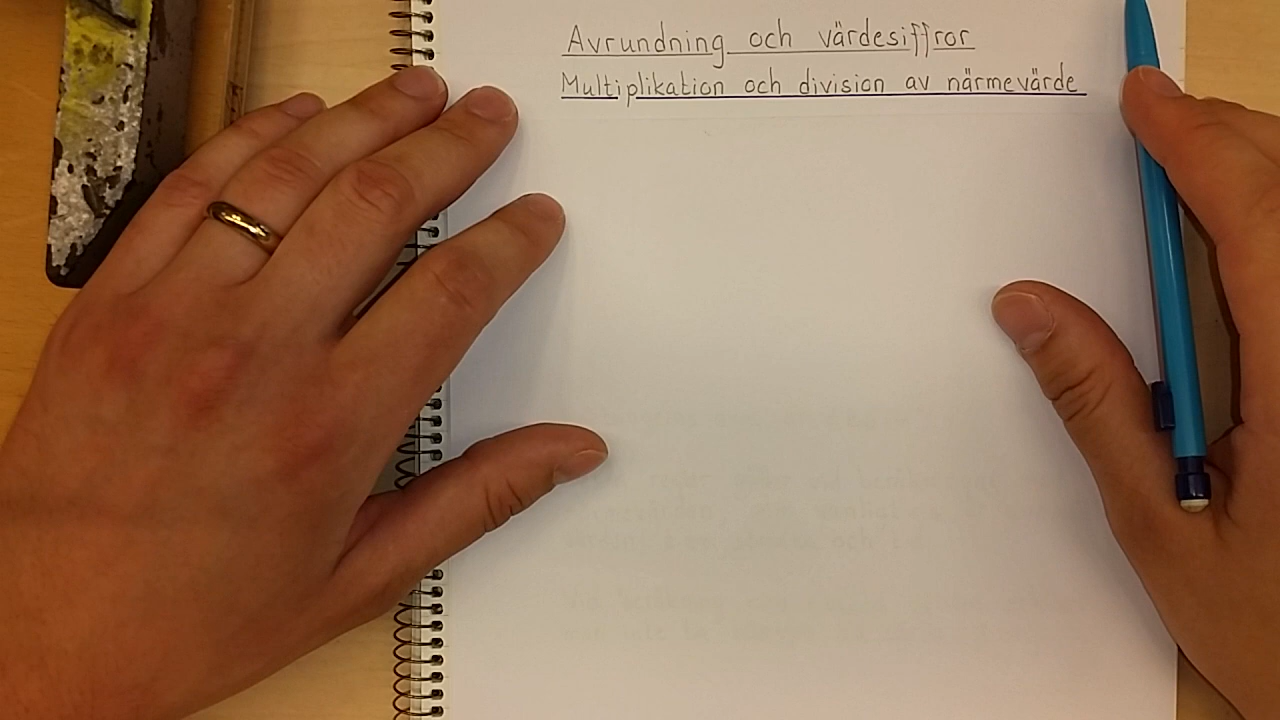 Avrundning och värdesiffror
Multiplikation och division av närmevärde